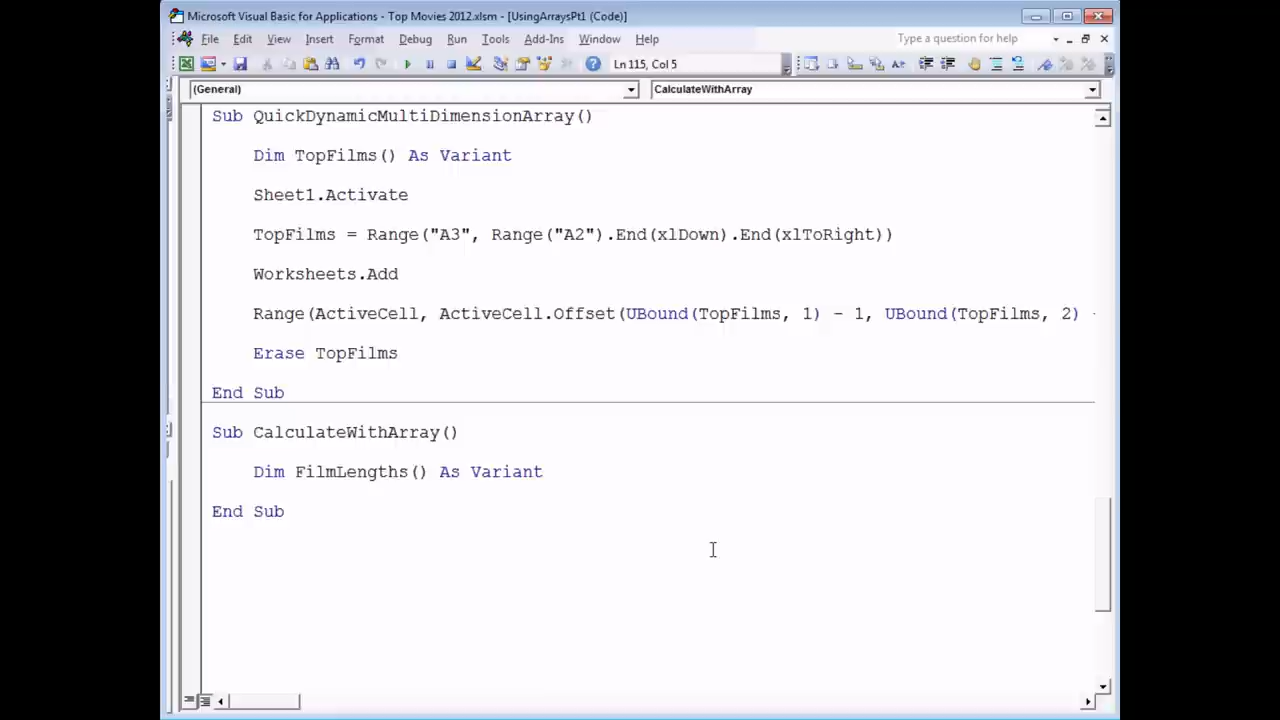 Microsoft Visual Basic for Applications - Top Movies 2012.xlsm - [UsingArraysPt1 (Code)]
File Edit View Insert Format Debug Run Tools Add-Ins Window Help Type a question for help
Ln 115, Col 5
(General) CalculateWithArray
Sub QuickDynamicMultiDimensionArray()
Dim TopFilms() As Variant
Sheet1.Activate
TopFilms = Range("A3", Range("A2").End(xlDown).End(xlToRight))
Worksheets.Add
Range(ActiveCell, ActiveCell.Offset(UBound(TopFilms, 1) - 1, UBound(TopFilms, 2) -
Erase TopFilms
End Sub
Sub CalculateWithArray()
Dim FilmLengths() As Variant
End Sub